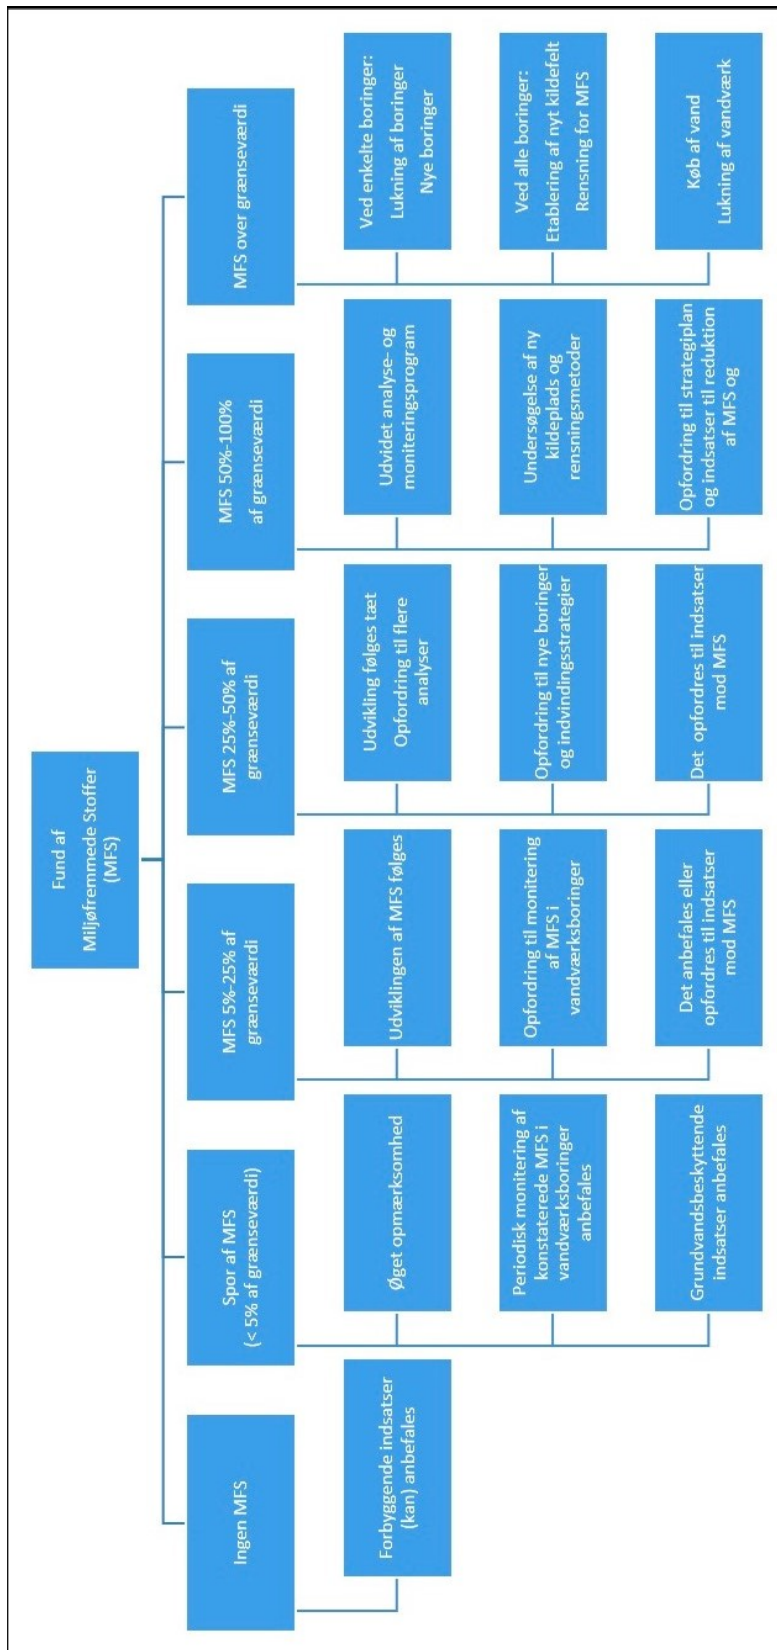 Fund af
Miljøfremmede Stoffer
(MFS)
Ingen MFS
Forbyggende indsatser
(kan) anbefales
Spor af MFS
(< 5% af grænseværdi)
Øget opmærksomhed
Periodisk monitering af
konstaterede MFS i
vandværksboringer
anbefales
Grundvandsbeskyttende
indsatser anbefales
MFS 5%-25% af
grænseværdi
Udviklingen af MFS følges
Opfordring til monitering
af MFS i
vandværksboringer
Det anbefales eller
opfordres til indsatser
mod MFS
MFS 25%-50% af
grænseværdi
Udvikling følges tæt
Opfordring til flere
analyser
Opfordring til nye boringer
og indvindingsstrategier
Det opfordres til indsatser
mod MFS
MFS 50%-100%
af grænseværdi
Udvidet analyse- og
moniteringsprogram
Undersøgelse af ny
kildeplads og
rensningsmetoder
Opfordring til strategiplan
og indsatser til reduktion
af MFS og
MFS over grænseværdi
Ved enkelte boringer:
Lukning af boringer
Nye boringer
Ved alle boringer:
Etablering af nyt kildefelt
Rensning for MFS
Køb af vand
Lukning af vandværk